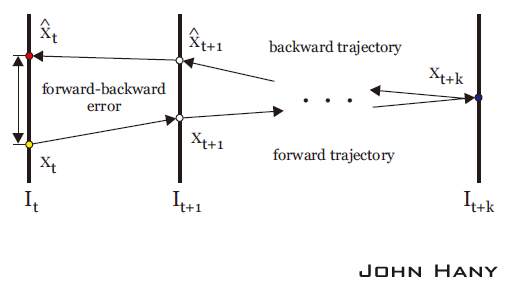 x̂t
x̂t+1
backward trajectory
xt+k
forward-backward
error
. . .
xt
xt+1
forward trajectory
It
It+1
It+k
JOHN HANY